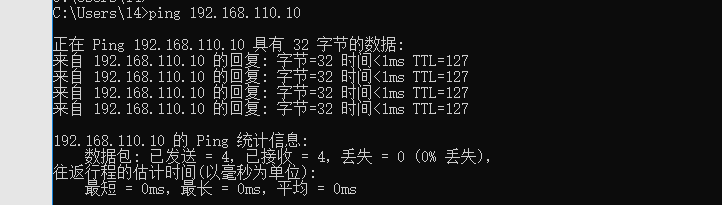 C:\Users\14>
C:\Users\14>ping 192.168.110.10
正在 Ping 192.168.110.10 具有 32 字节的数据:
来自 192.168.110.10 的回复: 字节=32 时间<1ms TTL=127
来自 192.168.110.10 的回复: 字节=32 时间<1ms TTL=127
来自 192.168.110.10 的回复: 字节=32 时间<1ms TTL=127
来自 192.168.110.10 的回复: 字节=32 时间<1ms TTL=127
192.168.110.10 的 Ping 统计信息:
数据包: 已发送 = 4，已接收 = 4，丢失 = 0 (0% 丢失)，
往返行程的估计时间(以毫秒为单位):
最短 = 0ms，最长 = 0ms，平均 = 0ms